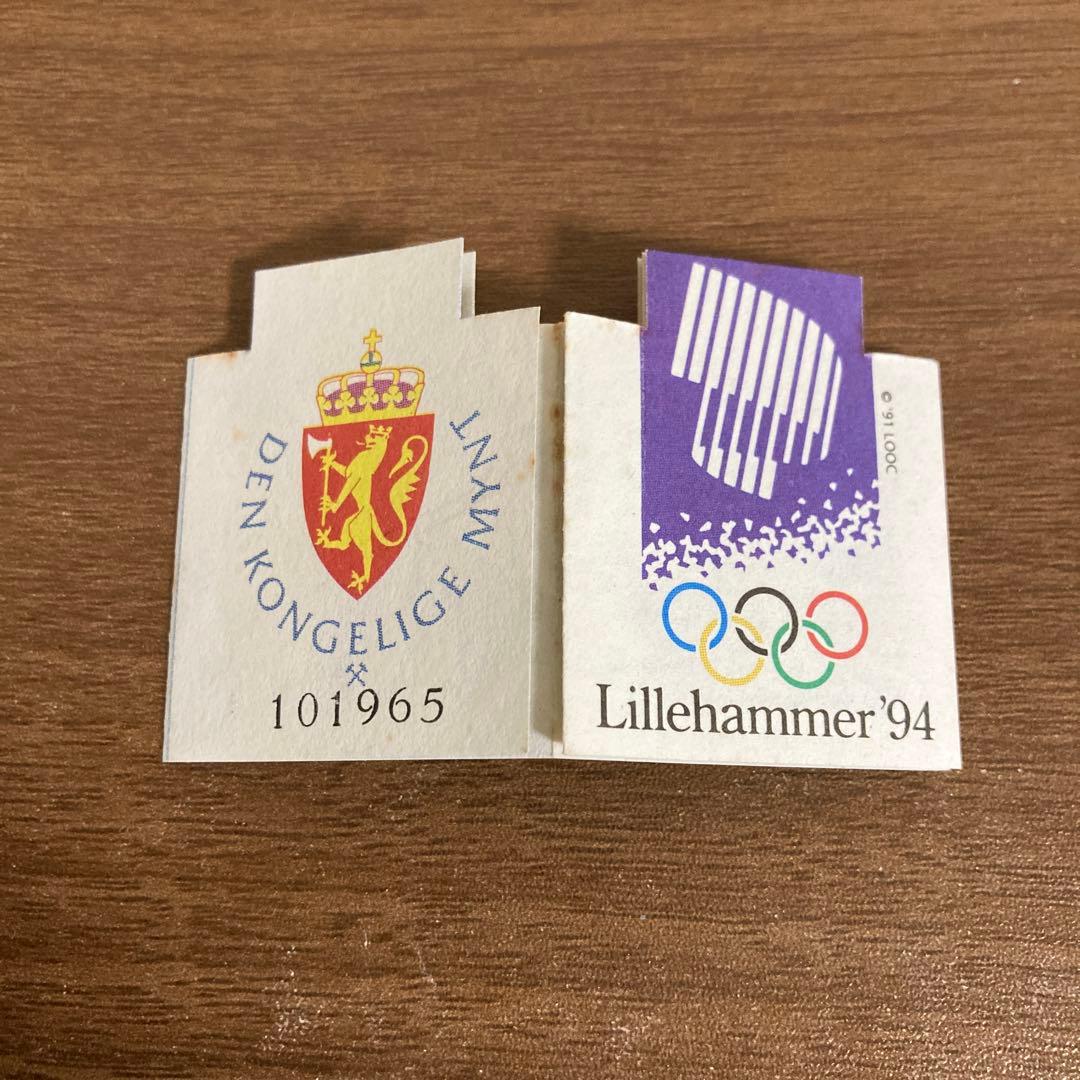 DEN KONGELIGE MYNT
101965
© '91 LOOC
Lillehammer '94